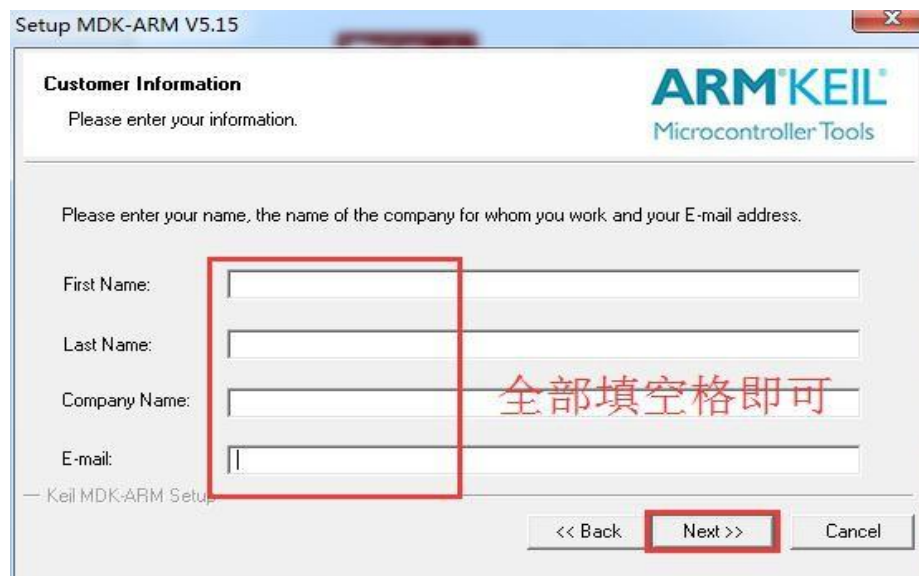 Setup MDK-ARM V5.15
Customer Information
Please enter your information.
ARM KEIL
Microcontroller Tools
Please enter your name, the name of the company for whom you work and your E-mail address.
First Name:
Last Name:
Company Name:
全部填空格即可
E-mail:
Keil MDK-ARM Setup
<< Back Next >> Cancel